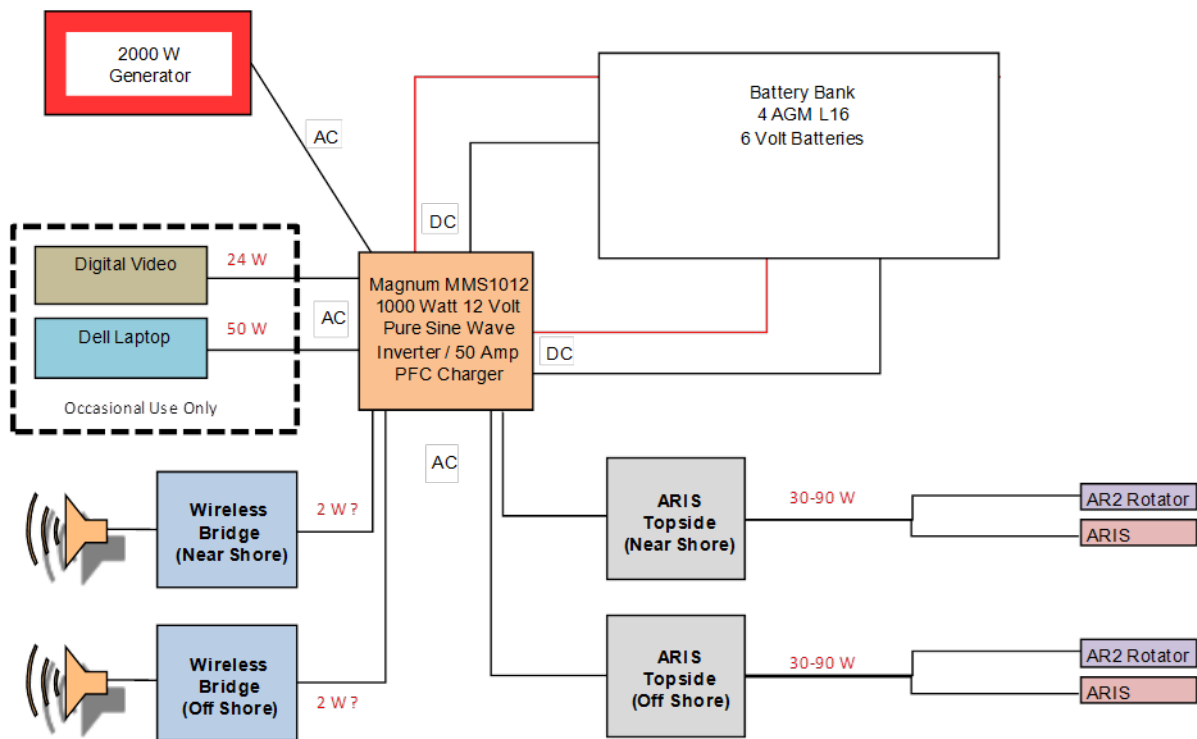 2000 W
Generator
AC
Battery Bank
4 AGM L16
6 Volt Batteries
DC
Digital Video
24 W
Dell Laptop
50 W
Occasional Use Only
AC
Magnum MMS1012
1000 Watt 12 Volt
Pure Sine Wave
Inverter / 50 Amp
PFC Charger
DC
AC
Wireless
Bridge
(Near Shore)
2 W ?
ARIS
Topside
(Near Shore)
30-90 W
AR2 Rotator
ARIS
Wireless
Bridge
(Off Shore)
2 W ?
ARIS
Topside
(Off Shore)
30-90 W
AR2 Rotator
ARIS